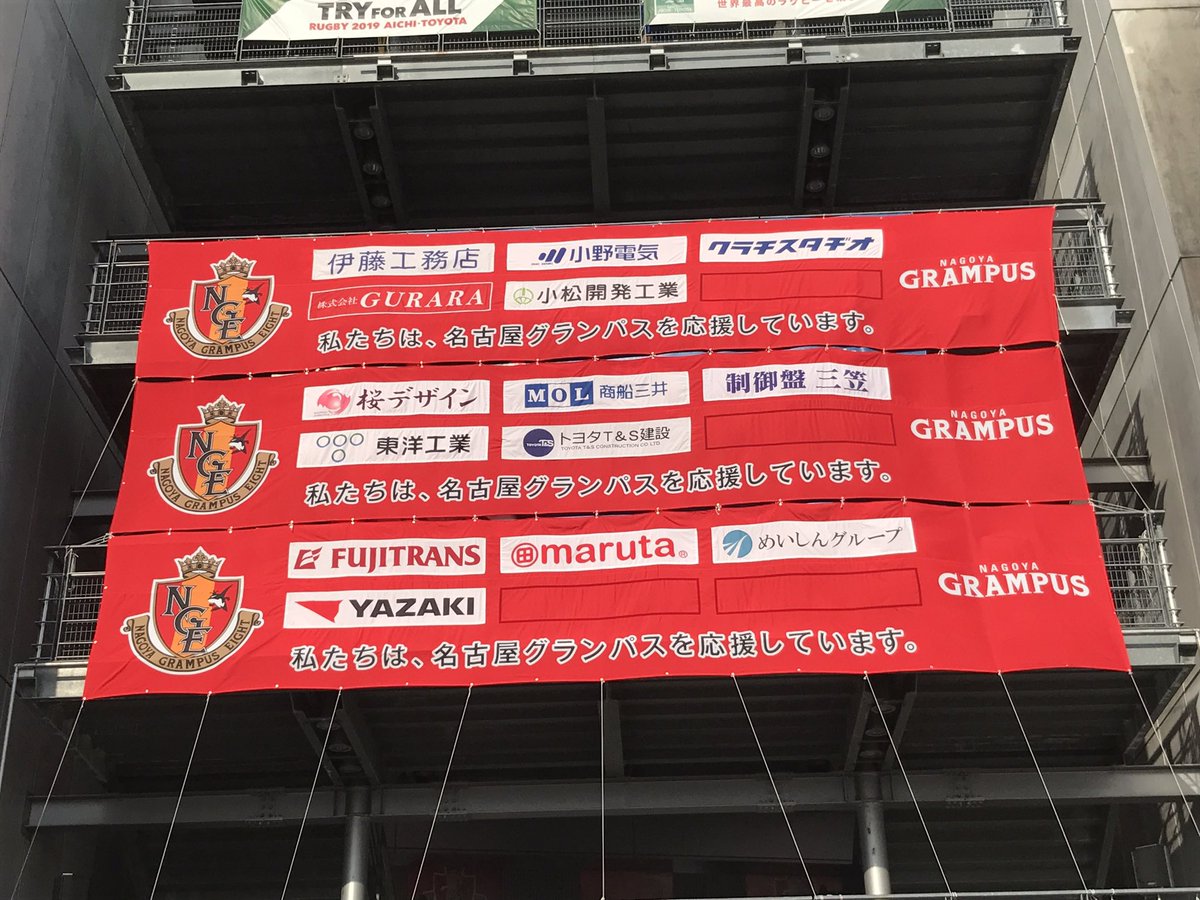 TRY FOR ALL
RUGBY 2019 AICHI・TOYOTA
伊藤工務店
小野電気
クラチスタヂオ
株式会社 GURARA
小松開発工業
NAGOYA
GRAMPUS
NGE
NAGOYA GRAMPUS EIGHT
私たちは、名古屋グランパスを応援しています。
桜デザイン
MOL 商船三井
制御盤 三笠
東洋工業
TOYOTA T&S トヨタT&S建設
TOYOTA T&S CONSTRUCTION CO.,LTD.
NAGOYA
GRAMPUS
NGE
NAGOYA GRAMPUS EIGHT
私たちは、名古屋グランパスを応援しています。
FUJITRANS
maruta®
めいしんグループ
YAZAKI
NAGOYA
GRAMPUS
NGE
NAGOYA GRAMPUS EIGHT
私たちは、名古屋グランパスを応援しています。